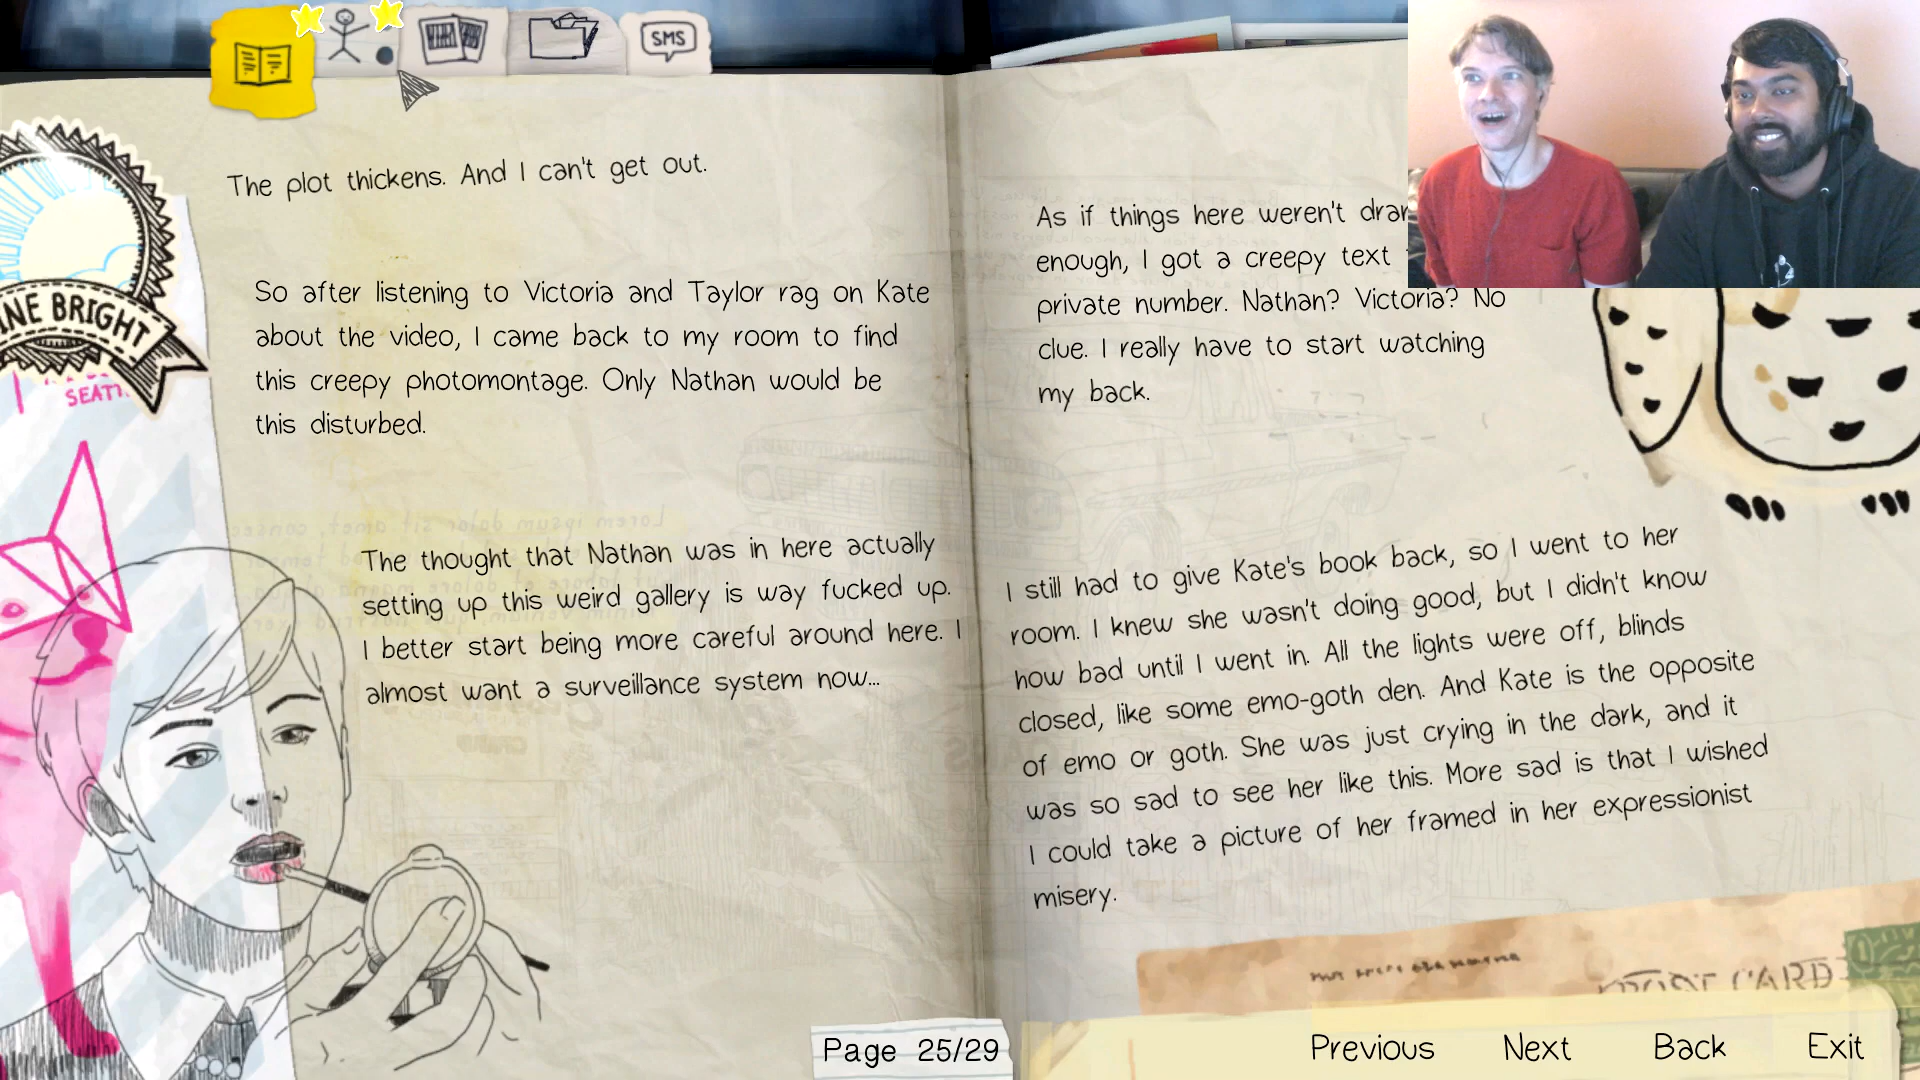 SMS
The plot thickens. And I can't get out.
So after listening to Victoria and Taylor rag on Kate
about the video, I came back to my room to find
this creepy photomontage. Only Nathan would be
this disturbed.
The thought that Nathan was in here actually
setting up this weird gallery is way fucked up.
I better start being more careful around here. I
almost want a surveillance system now...
INE BRIGHT
As if things here weren't
enough, I got a creepy text
private number. Nathan? Victoria? No
clue. I really have to start watching
my back.
I still had to give Kate's book back, so I went to her
room. I knew she wasn't doing good, but I didn't know
how bad until I went in. All the lights were off, blinds
closed, like some emo-goth den. And Kate is the opposite
of emo or goth. She was just crying in the dark, and it
was so sad to see her like this. More sad is that I wished
I could take a picture of her framed in her expressionist
misery.
POST CARD
Page 25/29
Previous Next Back Exit